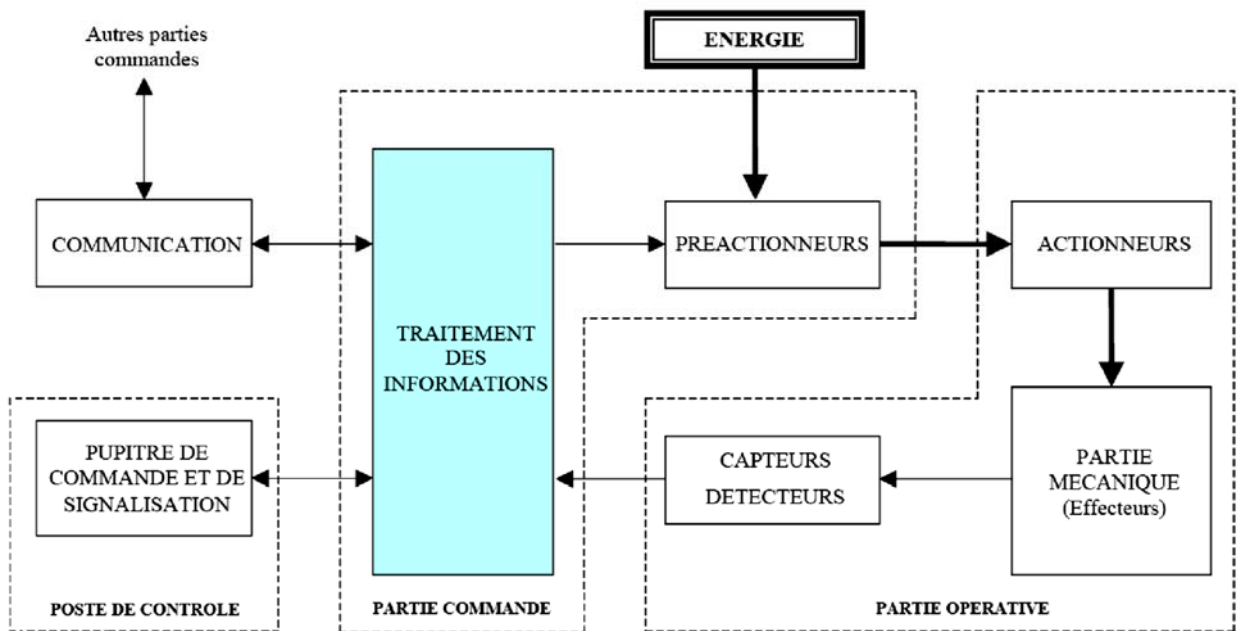 Autres parties
commandes
ENERGIE
COMMUNICATION
TRAITEMENT
DES
INFORMATIONS
PREACTIONNEURS
ACTIONNEURS
PUPITRE DE
COMMANDE ET DE
SIGNALISATION
CAPTEURS
DETECTEURS
PARTIE
MECANIQUE
(Effecteurs)
POSTE DE CONTROLE
PARTIE COMMANDE
PARTIE OPERATIVE